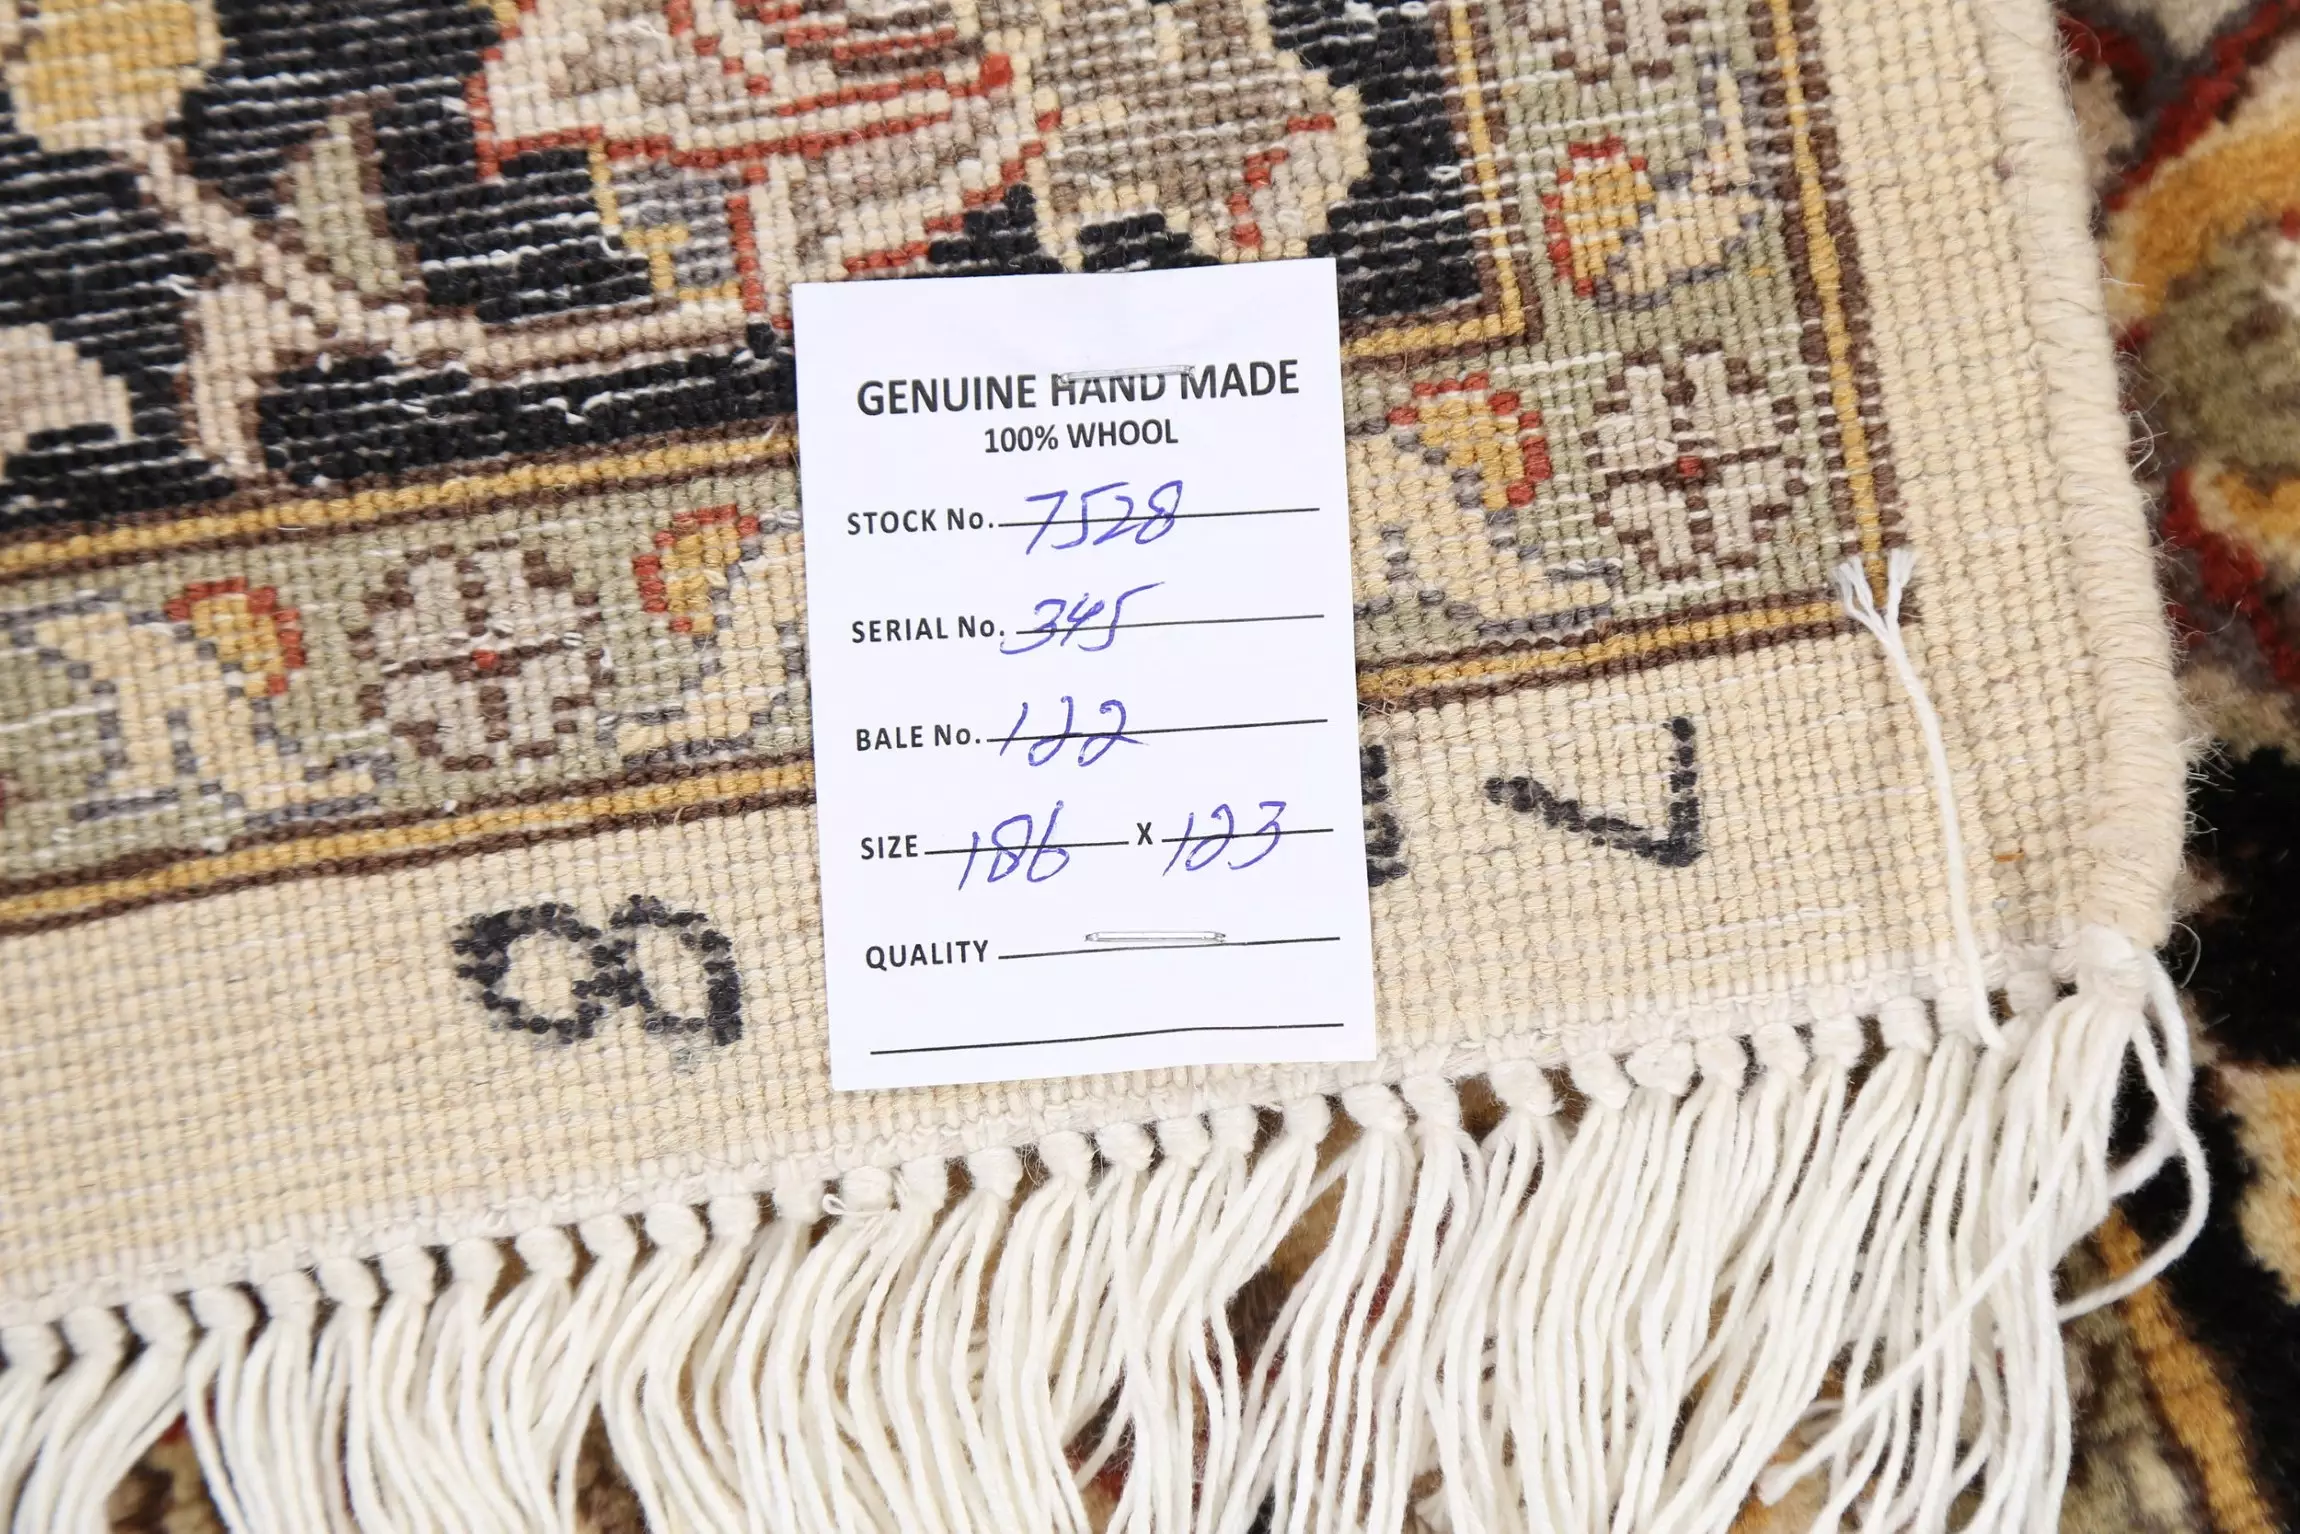 GENUINE HAND MADE
100% WHOOL
STOCK No. 7528
SERIAL No. 345
BALE No. 122
SIZE 186 X 123
QUALITY